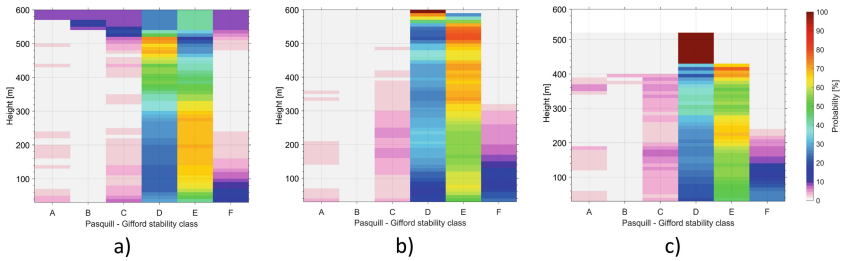 600
500
400
300
200
100
Height [m]
A B C D E F
Pasquill - Gifford stability class
a)
600
500
400
300
200
100
Height [m]
A B C D E F
Pasquill - Gifford stability class
b)
600
500
400
300
200
100
Height [m]
A B C D E F
Pasquill - Gifford stability class
c)
100
90
80
70
60
50
40
30
20
10
0
Probability [%]